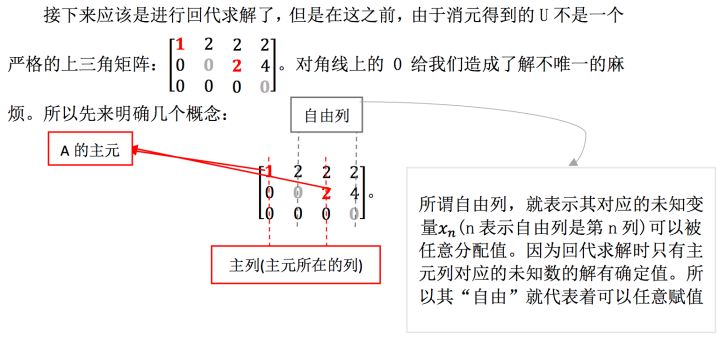 接下来应该是进行回代求解了，但是在这之前，由于消元得到的 U 不是一个
严格的上三角矩阵：[1 2 2 2
0 0 2 4
0 0 0 0]。对角线上的 0 给我们造成了解不唯一的麻
烦。所以先来明确几个概念：
自由列
A 的主元
[1 2 2 2
0 0 2 4
0 0 0 0]。
主列(主元所在的列)
所谓自由列，就表示其对应的未知变
量xₙ(n 表示自由列是第 n 列)可以被
任意分配值。因为回代求解时只有主
元列对应的未知数的解有确定值。所
以其“自由”就代表着可以任意赋值